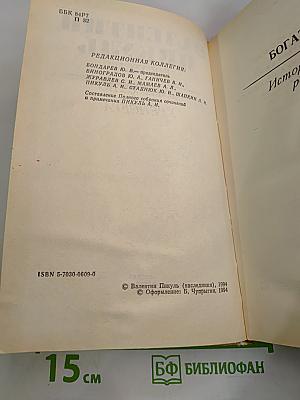 ББК 84Р7
П 32
РЕДАКЦИОННАЯ КОЛЛЕГИЯ:
БОНДАРЕВ Ю. В.—председатель
ВИНОГРАДОВ Ю. А., ГАНИЧЕВ В. Н.,
ЖУРАВЛЕВ С. И., МАМАЕВ А. Я.,
ПИКУЛЬ А. И., СТАДНЮК Ю. И., ШАПКИН Л. Н.
Составление Полного собрания сочинений
и примечания ПИКУЛЬ А. И.
ISBN 5-7030-0609-0
© Валентин Пикуль (наследники), 1994
© Оформление: Б. Чупрыгин, 1994
БОГАТ
Истор
р
15 см
БФ БИБЛИОФАН